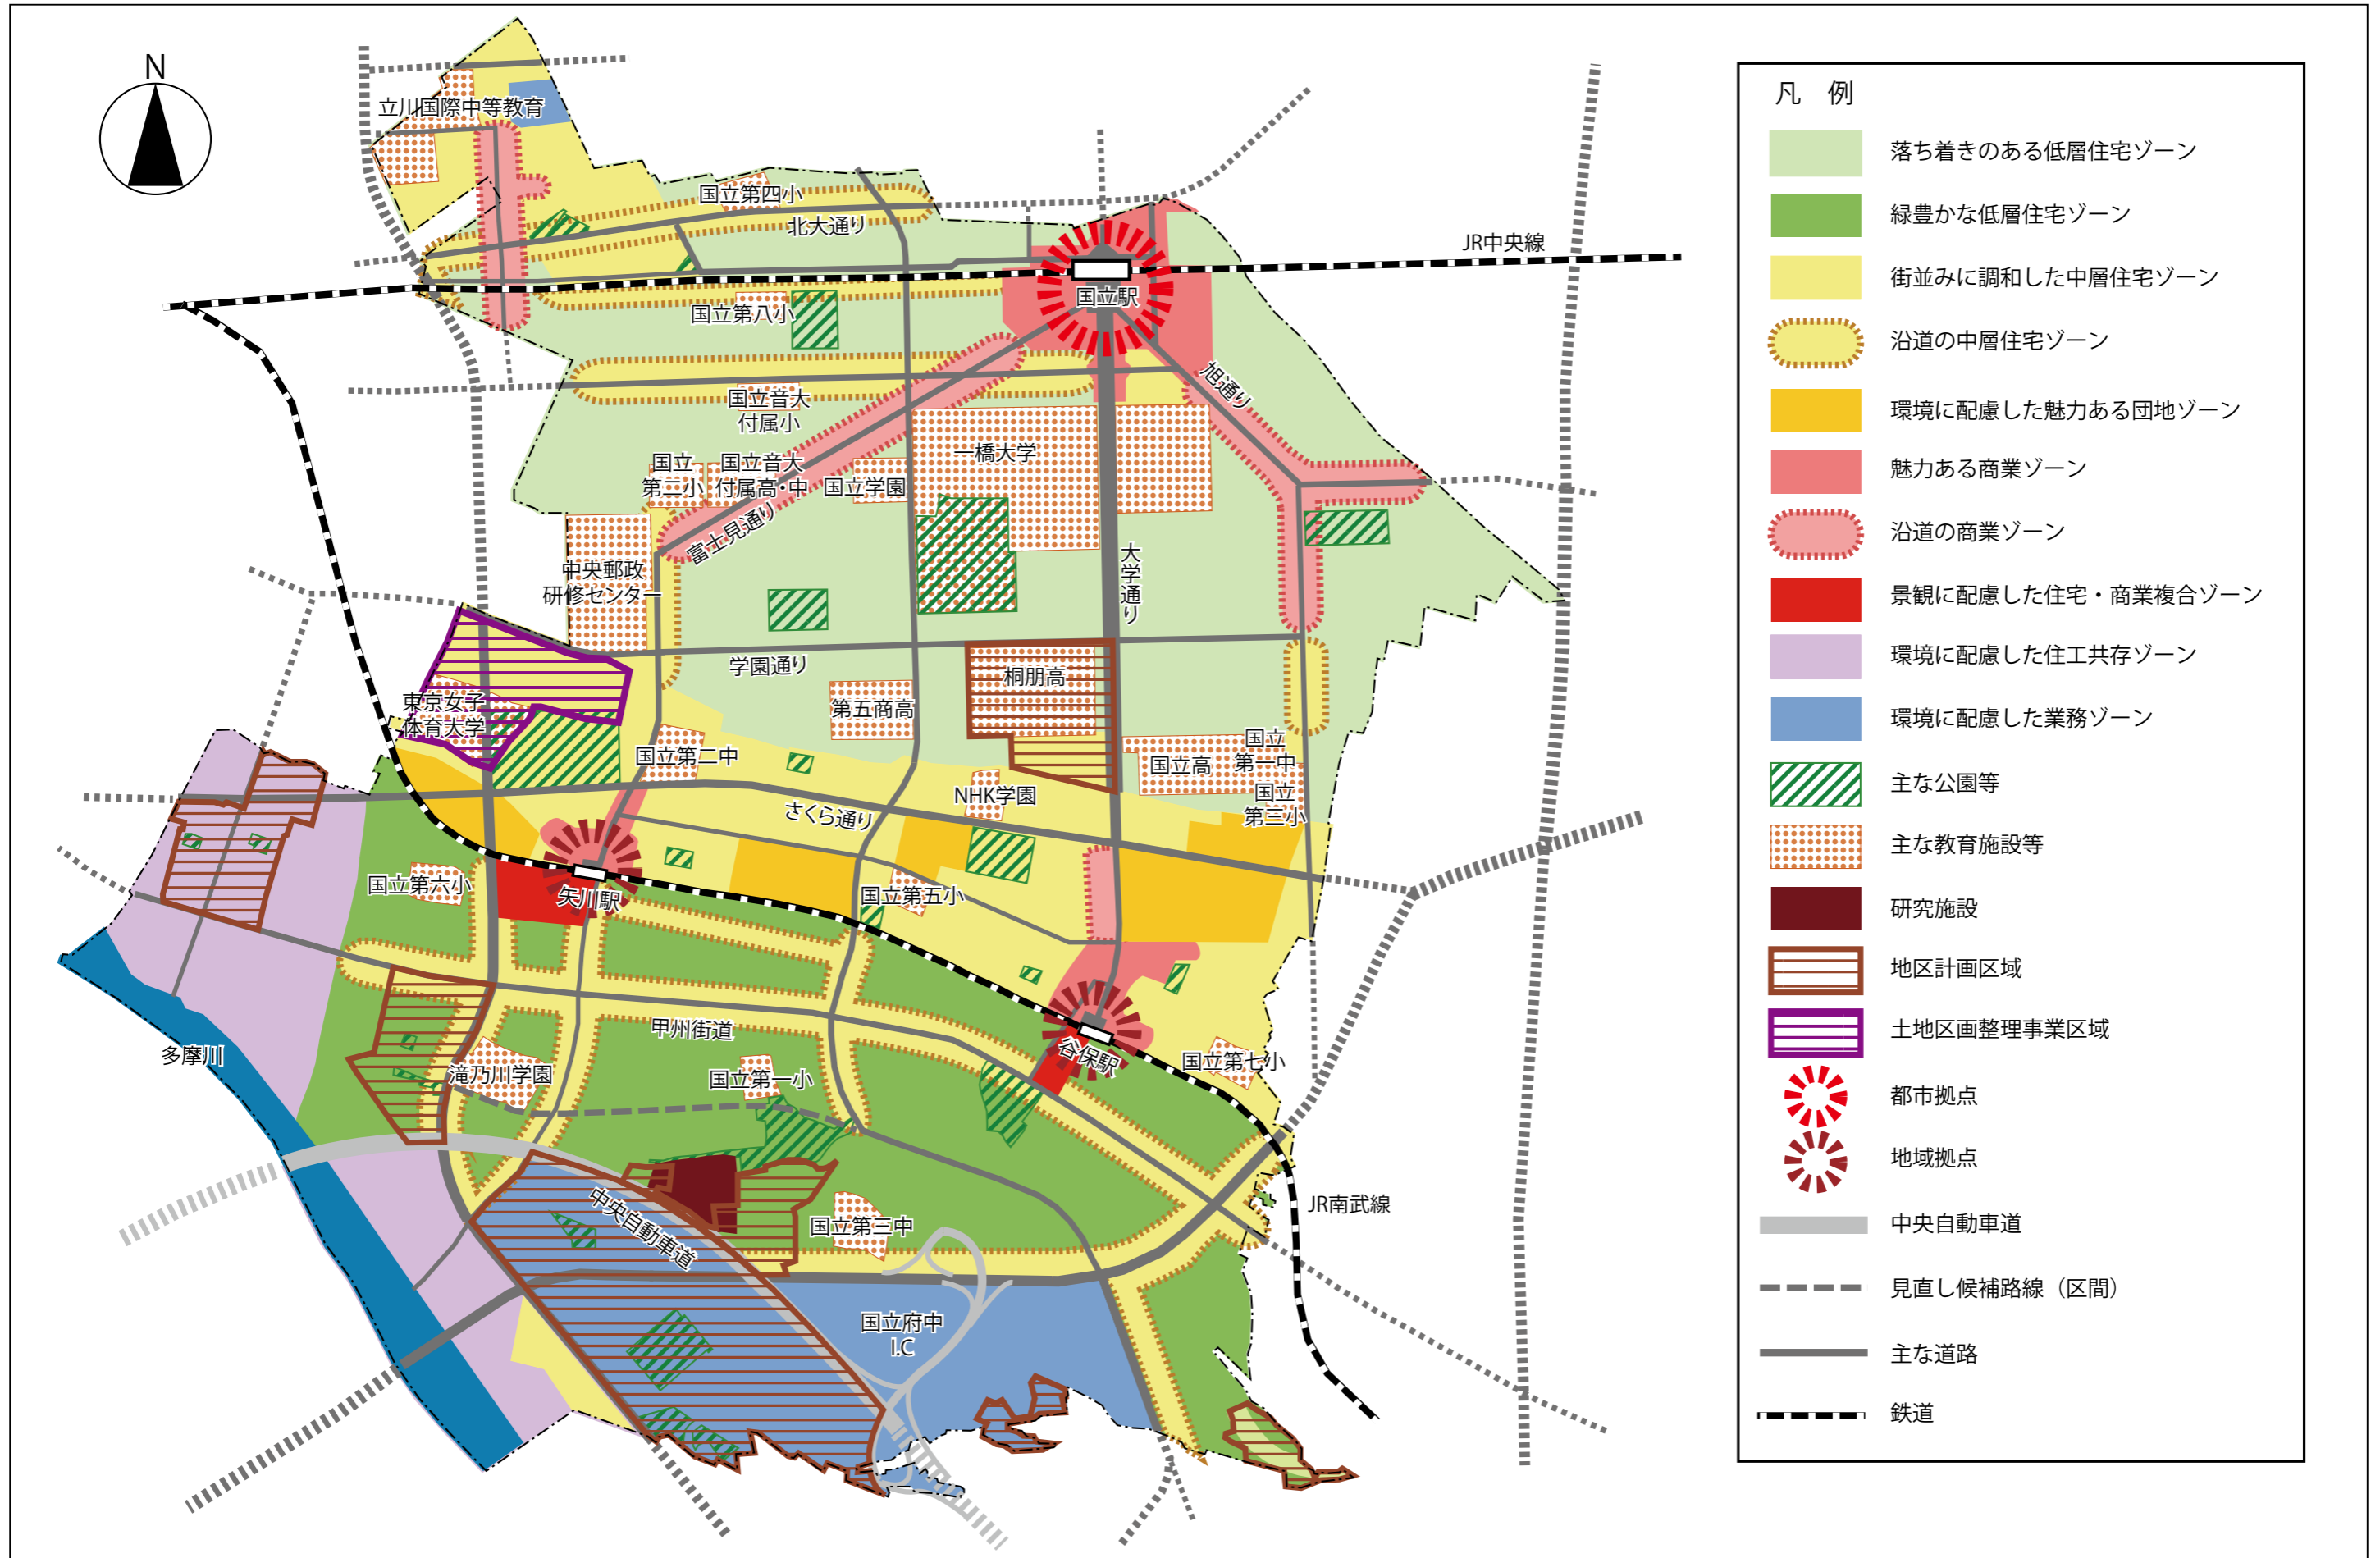 N
立川国際中等教育
国立第四小
北大通り
JR中央線
国立駅
国立第八小
旭通り
国立音大
付属小
一橋大学
国立
第二小
国立音大
付属高・中
国立学園
富士見通り
大学通り
中央郵政
研修センター
学園通り
桐朋高
東京女子
体育大学
第五商高
国立第二中
国立高
国立
第一中
国立
第三小
NHK学園
さくら通り
国立第六小
矢川駅
国立第五小
甲州街道
谷保駅
国立第七小
多摩川
滝乃川学園
国立第一小
JR南武線
中央自動車道
国立第三中
国立府中
I.C
凡 例
落ち着きのある低層住宅ゾーン
緑豊かな低層住宅ゾーン
街並みに調和した中層住宅ゾーン
沿道の中層住宅ゾーン
環境に配慮した魅力ある団地ゾーン
魅力ある商業ゾーン
沿道の商業ゾーン
景観に配慮した住宅・商業複合ゾーン
環境に配慮した住工共存ゾーン
環境に配慮した業務ゾーン
主な公園等
主な教育施設等
研究施設
地区計画区域
土地区画整理事業区域
都市拠点
地域拠点
中央自動車道
見直し候補路線（区間）
主な道路
鉄道